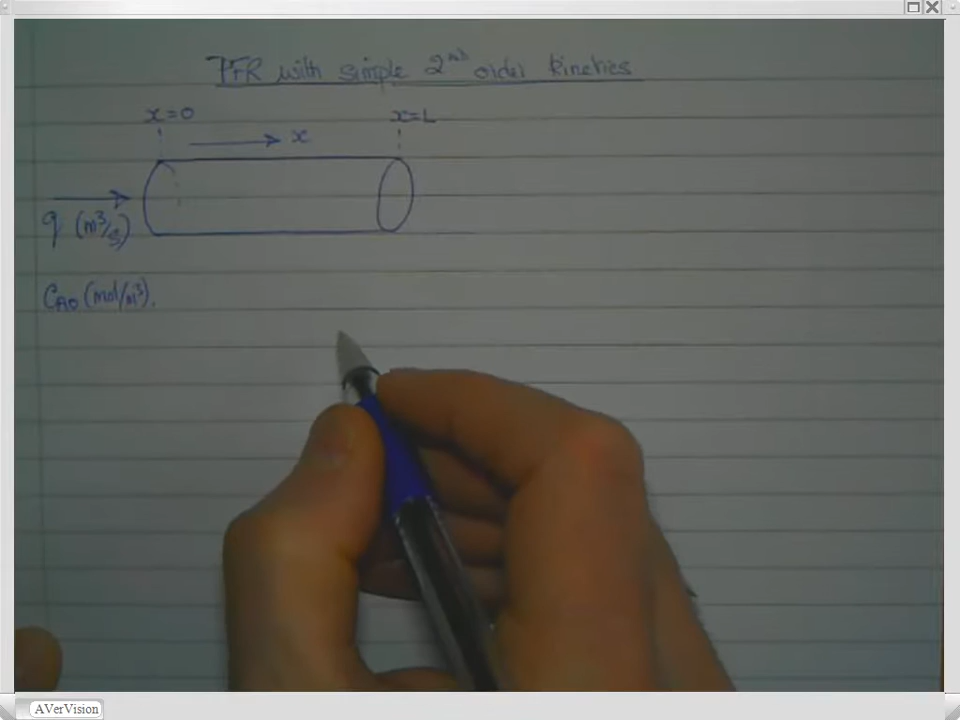 PFR with simple 2nd order kinetics
x=0
x=L
x
q (m³/s)
CA0 (mol/m³).
AVerVision